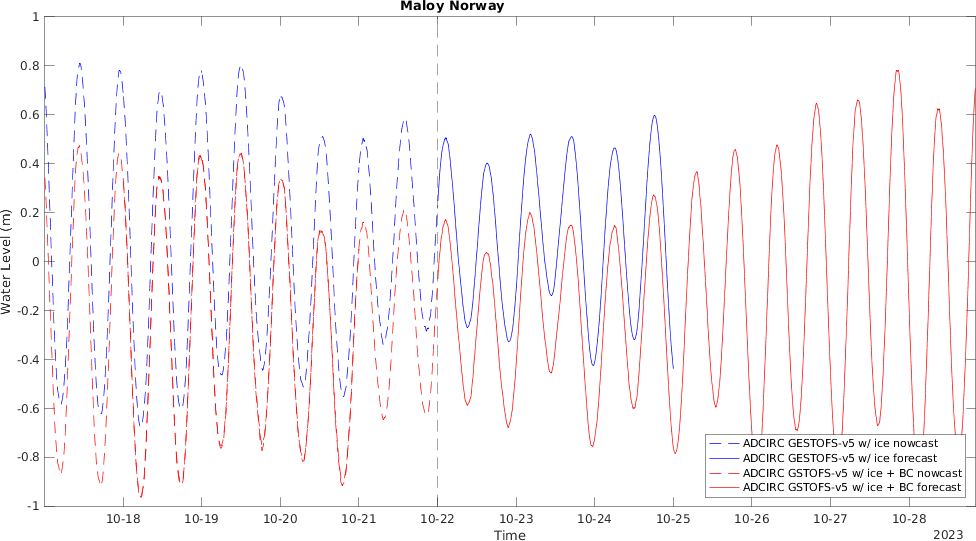 Maloy Norway
1
0.8
0.6
0.4
0.2
0
-0.2
-0.4
-0.6
-0.8
-1
Water Level (m)
10-18 10-19 10-20 10-21 10-22 10-23 10-24 10-25 10-26 10-27 10-28
Time
2023
ADCIRC GESTOFS-v5 w/ ice nowcast
ADCIRC GESTOFS-v5 w/ ice forecast
ADCIRC GSTOFS-v5 w/ ice + BC nowcast
ADCIRC GSTOFS-v5 w/ ice + BC forecast